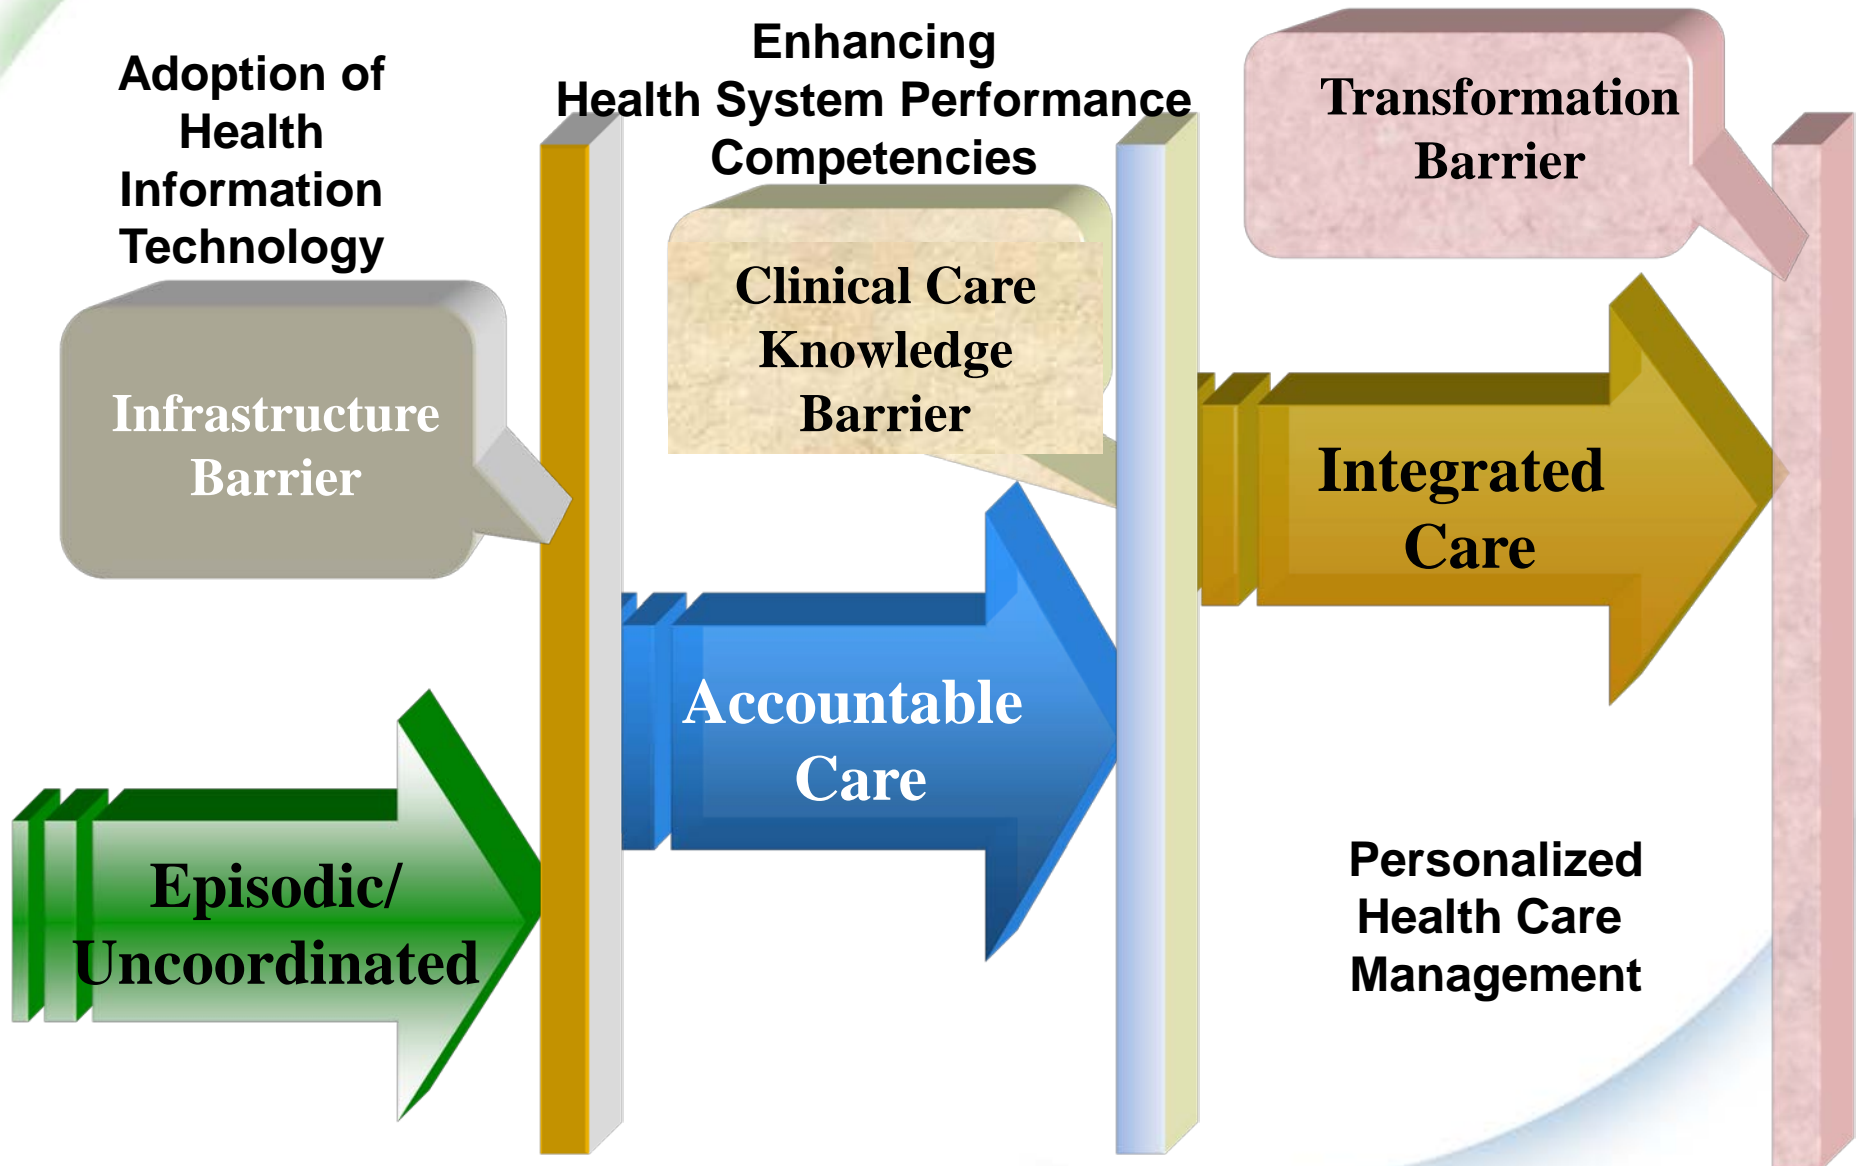 Adoption of
Health
Information
Technology
Infrastructure
Barrier
Episodic/
Uncoordinated
Enhancing
Health System Performance
Competencies
Clinical Care
Knowledge
Barrier
Accountable
Care
Transformation
Barrier
Integrated
Care
Personalized
Health Care
Management